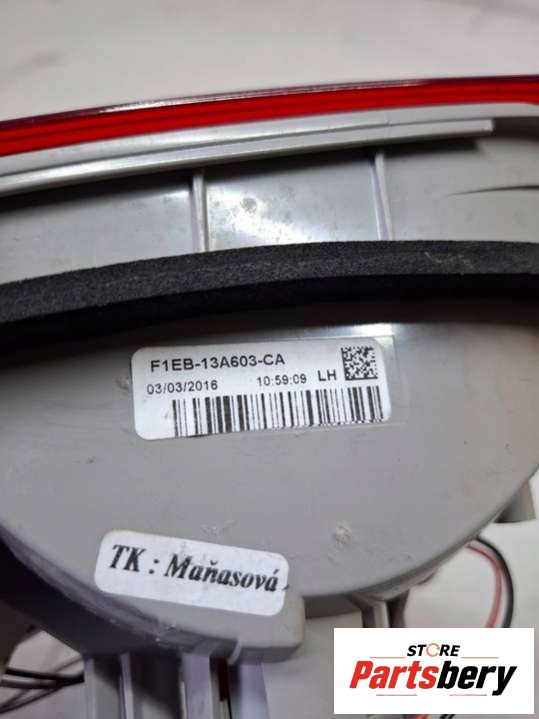 F1EB-13A603-CA
03/03/2016 10:59:09 LH
TK : Maňasová
STORE
Partsbery